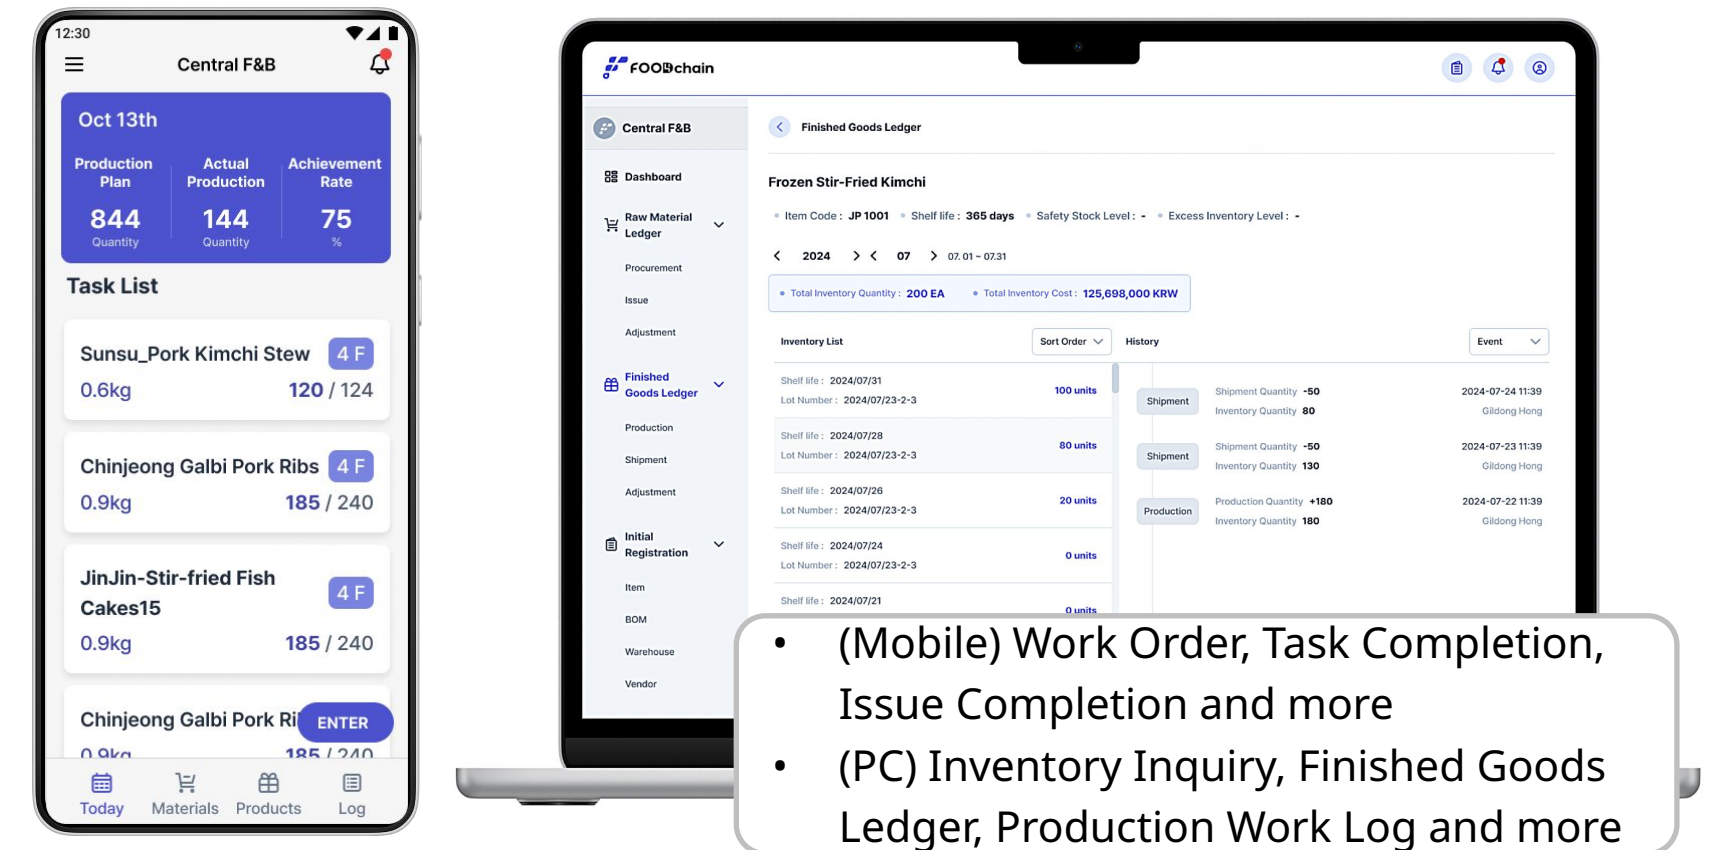 12:30
Central F&B
Oct 13th
Production Plan
844
Quantity
Actual Production
144
Quantity
Achievement Rate
75
%
Task List
Sunsu_Pork Kimchi Stew 4 F
0.6kg 120 / 124
Chinjeong Galbi Pork Ribs 4 F
0.9kg 185 / 240
JinJin-Stir-fried Fish
Cakes15 4 F
0.9kg 185 / 240
Chinjeong Galbi Pork Ri
ENTER
0.9kg 185 / 240
Today Materials Products Log
FOODchain
Central F&B
Dashboard
Raw Material
Ledger
Procurement
Issue
Adjustment
Finished
Goods Ledger
Production
Shipment
Adjustment
Initial
Registration
Item
BOM
Warehouse
Vendor
Finished Goods Ledger
Frozen Stir-Fried Kimchi
Item Code : JP 1001 Shelf life : 365 days Safety Stock Level : - Excess Inventory Level : -
2024 07 07. 01 ~ 07.31
Total Inventory Quantity : 200 EA Total Inventory Cost : 125,698,000 KRW
Inventory List Sort Order
Shelf life : 2024/07/31
Lot Number : 2024/07/23-2-3
100 units
Shelf life : 2024/07/28
Lot Number : 2024/07/23-2-3
80 units
Shelf life : 2024/07/26
Lot Number : 2024/07/23-2-3
20 units
Shelf life : 2024/07/24
Lot Number : 2024/07/23-2-3
0 units
Shelf life : 2024/07/21
0 units
History Event
Shipment
Shipment Quantity -50 2024-07-24 11:39
Inventory Quantity 80 Gildong Hong
Shipment
Shipment Quantity -50 2024-07-23 11:39
Inventory Quantity 130 Gildong Hong
Production
Production Quantity +180 2024-07-22 11:39
Inventory Quantity 180 Gildong Hong
• (Mobile) Work Order, Task Completion,
Issue Completion and more
• (PC) Inventory Inquiry, Finished Goods
Ledger, Production Work Log and more